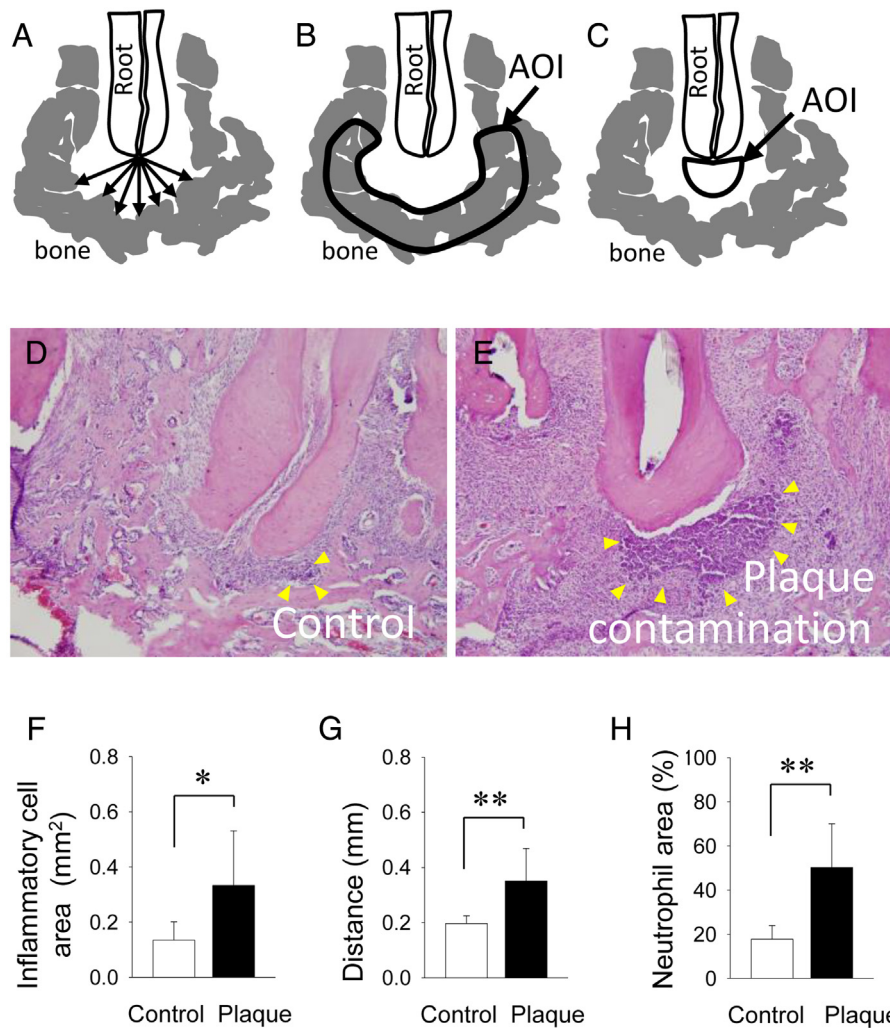 A
B
C
Root
Root
Root
AOI
AOI
bone
bone
bone
D
E
Control
Plaque
contamination
F
G
H
Inflammatory cell
area (mm²)
0.8
0.6
0.4
0.2
0.0
*
Control Plaque
Distance (mm)
0.8
0.6
0.4
0.2
0.0
**
Control Plaque
Neutrophil area (%)
100
80
60
40
20
0
**
Control Plaque